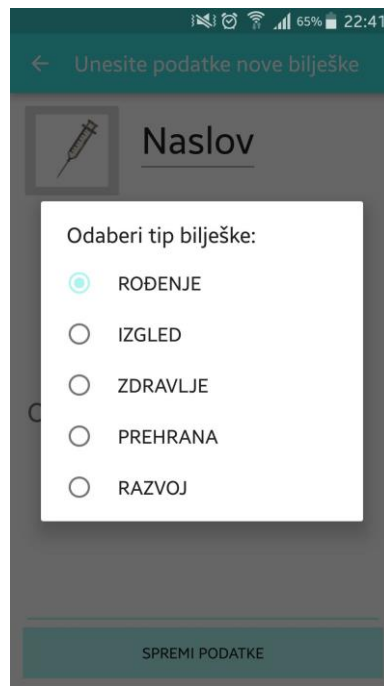 65% 22:41
Unesite podatke nove bilješke
Naslov
Odaberi tip bilješke:
ROĐENJE
IZGLED
ZDRAVLJE
PREHRANA
RAZVOJ
SPREMI PODATKE